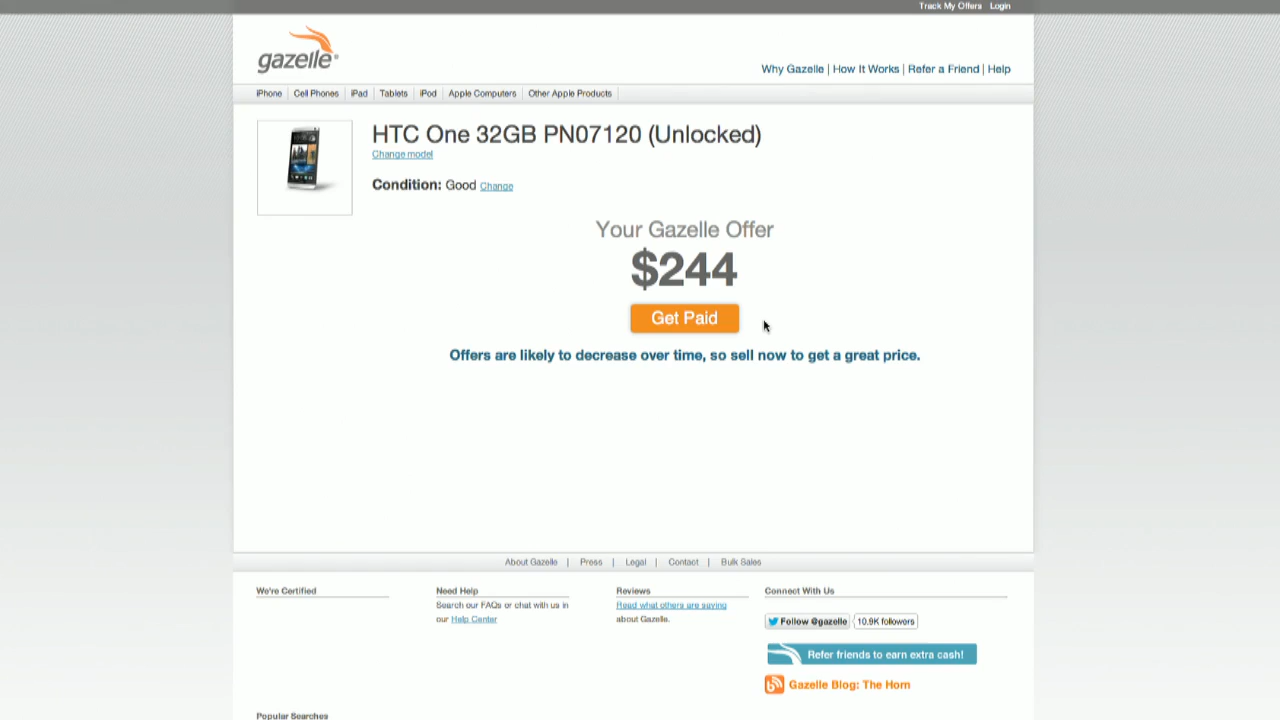 Track My Offers Login
gazelle®
Why Gazelle | How It Works | Refer a Friend | Help
iPhone
Cell Phones
iPad
Tablets
iPod
Apple Computers
Other Apple Products
HTC One 32GB PN07120 (Unlocked)
Change model
Condition: Good Change
Your Gazelle Offer
$244
Get Paid
Offers are likely to decrease over time, so sell now to get a great price.
About Gazelle | Press | Legal | Contact | Bulk Sales
We're Certified
Need Help
Search our FAQs or chat with us in
our Help Center
Reviews
Read what others are saying
about Gazelle.
Connect With Us
Follow @gazelle
10.9K followers
Refer friends to earn extra cash!
Gazelle Blog: The Horn
Popular Searches